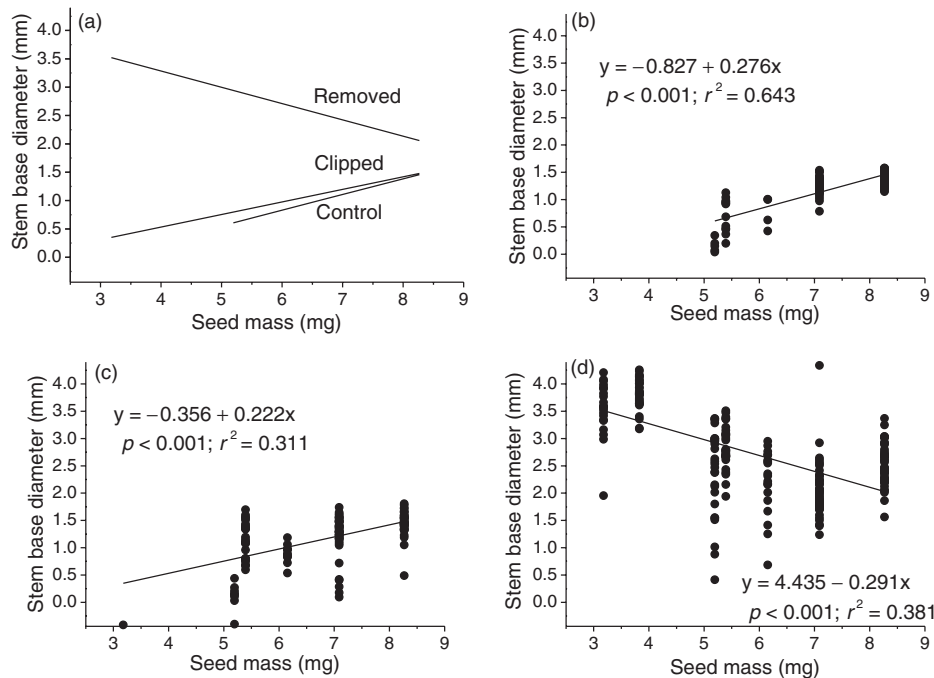 (a)
Stem base diameter (mm)
4.0
3.5
3.0
2.5
2.0
1.5
1.0
0.5
0.0
Removed
Clipped
Control
3 4 5 6 7 8 9
Seed mass (mg)
(b)
Stem base diameter (mm)
4.0
3.5
3.0
2.5
2.0
1.5
1.0
0.5
0.0
y = −0.827 + 0.276x
p < 0.001; r² = 0.643
3 4 5 6 7 8 9
Seed mass (mg)
(c)
Stem base diameter (mm)
4.0
3.5
3.0
2.5
2.0
1.5
1.0
0.5
0.0
y = −0.356 + 0.222x
p < 0.001; r² = 0.311
3 4 5 6 7 8 9
Seed mass (mg)
(d)
Stem base diameter (mm)
4.0
3.5
3.0
2.5
2.0
1.5
1.0
0.5
0.0
y = 4.435 − 0.291x
p < 0.001; r² = 0.381
3 4 5 6 7 8 9
Seed mass (mg)